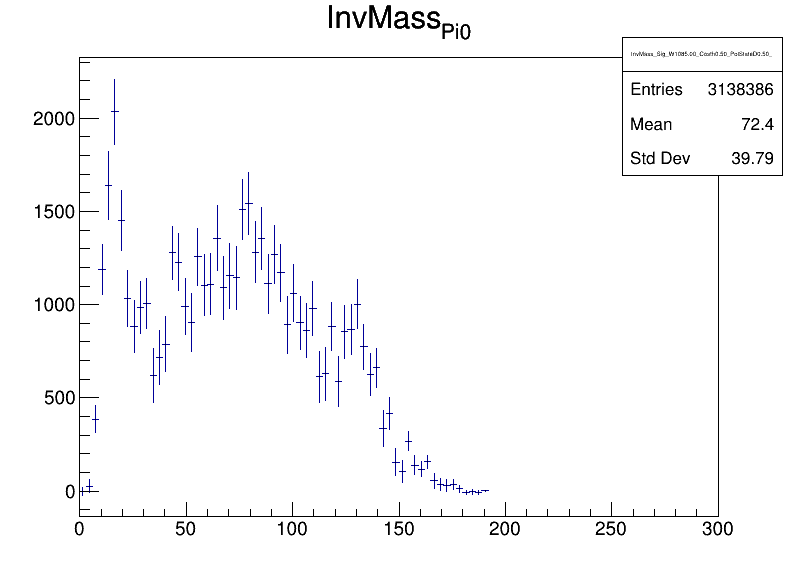 InvMass_Pi0
InvMass_Sig_W1085.00_Costh0.50_PolStateD0.50_
Entries 3138386
Mean 72.4
Std Dev 39.79
2000
1500
1000
500
0
0 50 100 150 200 250 300